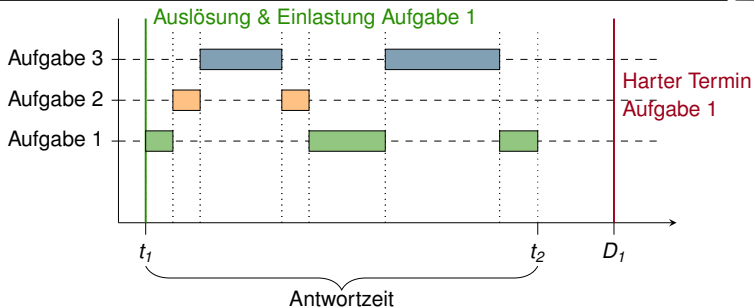 Auslösung & Einlastung Aufgabe 1
Aufgabe 3
Aufgabe 2
Aufgabe 1
Harter Termin
Aufgabe 1
t1
t2
D1
Antwortzeit